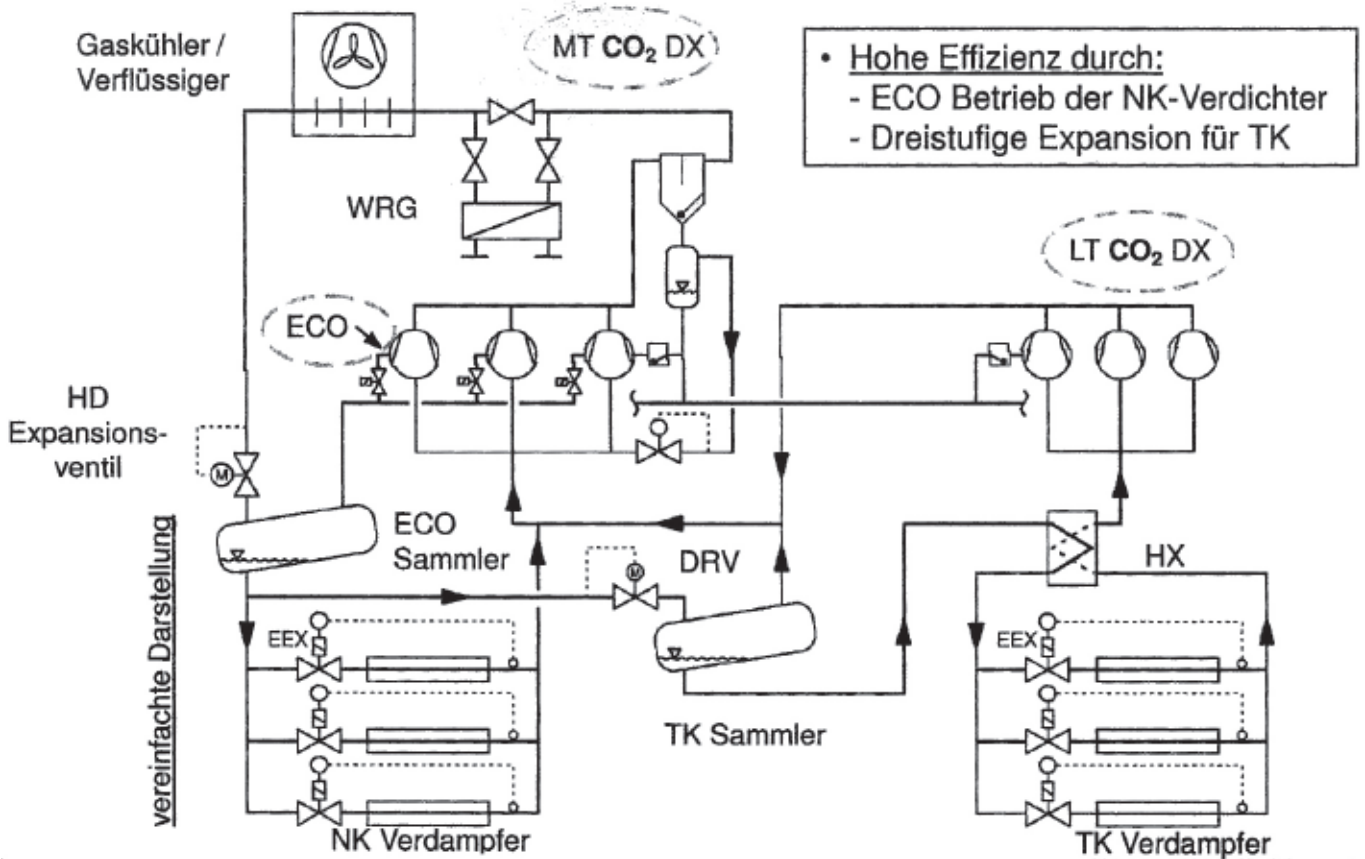 Gaskühler /
Verflüssiger
MT CO₂ DX
• Hohe Effizienz durch:
- ECO Betrieb der NK-Verdichter
- Dreistufige Expansion für TK
WRG
LT CO₂ DX
ECO
HD
Expansions-
ventil
M
ECO
Sammler
DRV
M
HX
vereinfachte Darstellung
EEX
EEX
TK Sammler
NK Verdampfer
TK Verdampfer